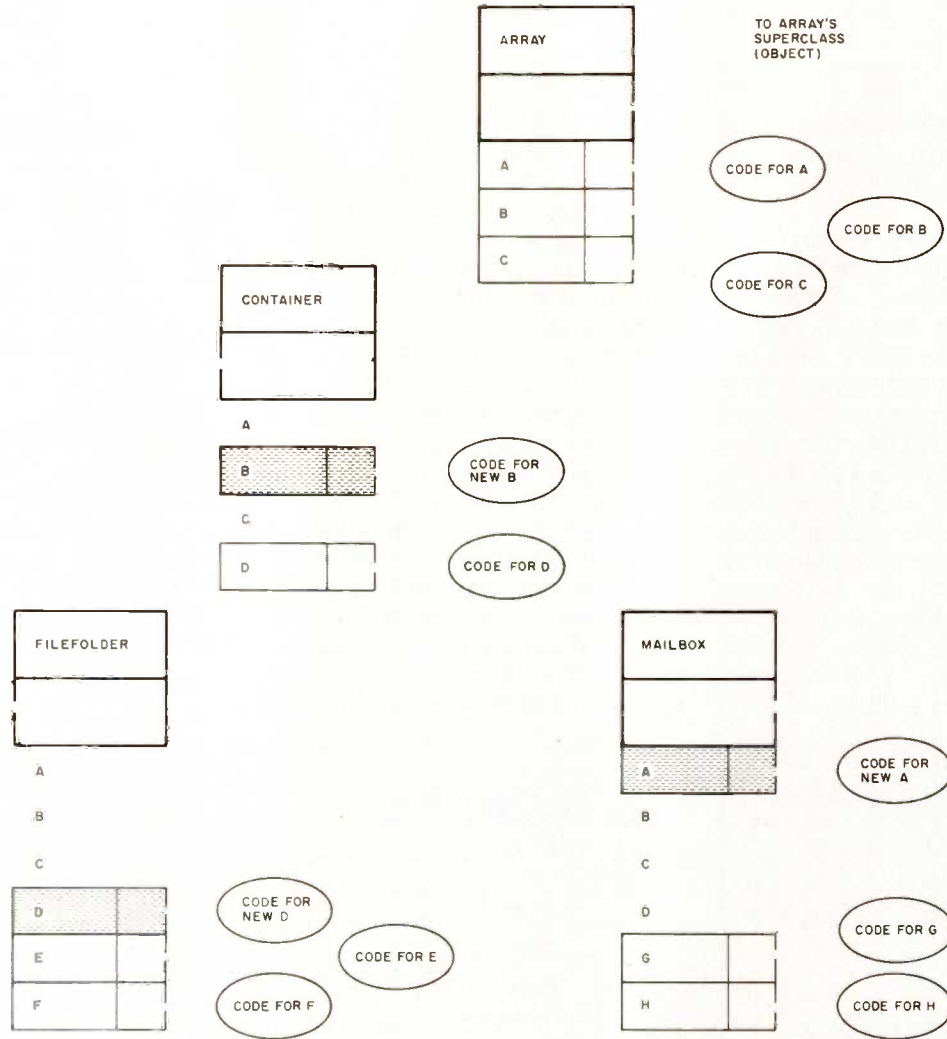 ARRAY
TO ARRAY'S
SUPERCLASS
(OBJECT)
A
CODE FOR A
B
CODE FOR B
C
CODE FOR C
CONTAINER
A
B
CODE FOR
NEW B
C
D
CODE FOR D
FILEFOLDER
A
B
C
D
CODE FOR
NEW D
E
CODE FOR E
F
CODE FOR F
MAILBOX
A
CODE FOR
NEW A
B
C
D
CODE FOR G
G
H
CODE FOR H